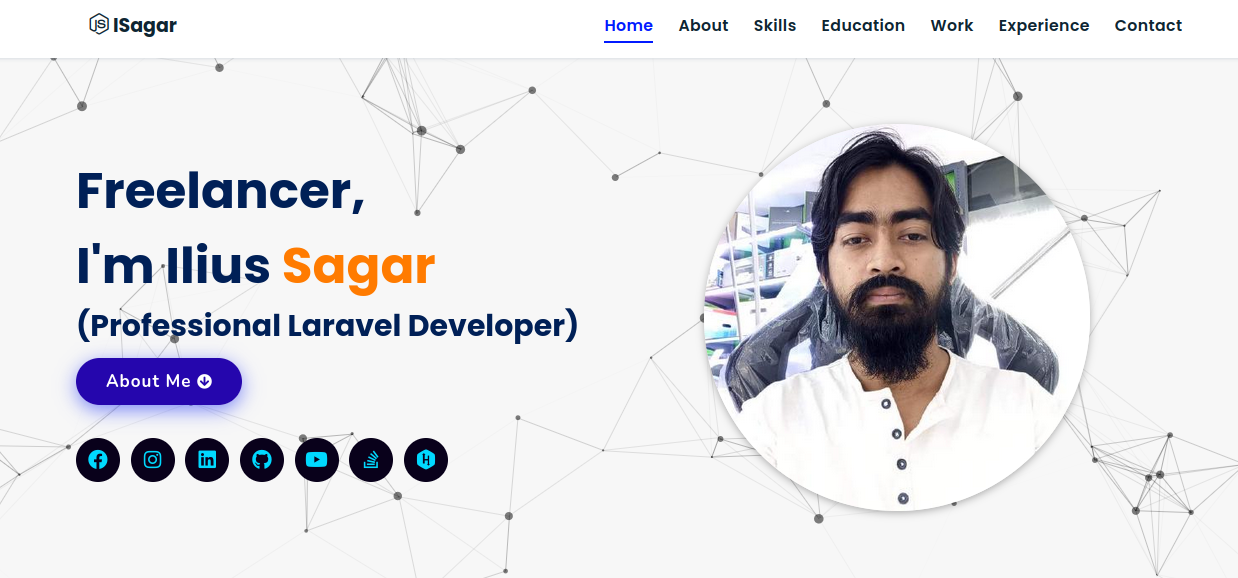 ISagar
Home About Skills Education Work Experience Contact
Freelancer,
I'm Ilius Sagar
(Professional Laravel Developer)
About Me